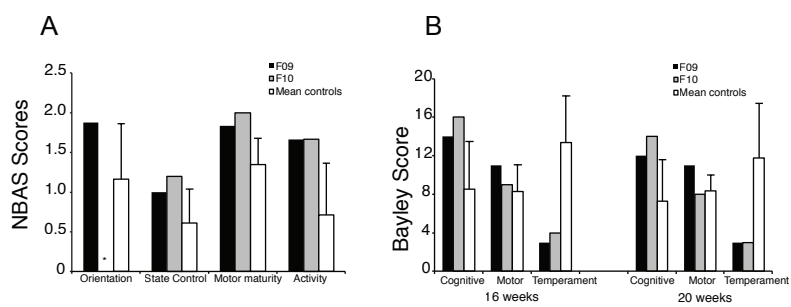 A
F09
F10
Mean controls
NBAS Scores
2.5
2.0
1.5
1.0
0.5
0
*
Orientation State Control Motor maturity Activity
B
F09
F10
Mean controls
Bayley Score
20
16
12
8
4
0
Cognitive Motor Temperament Cognitive Motor Temperament
16 weeks 20 weeks